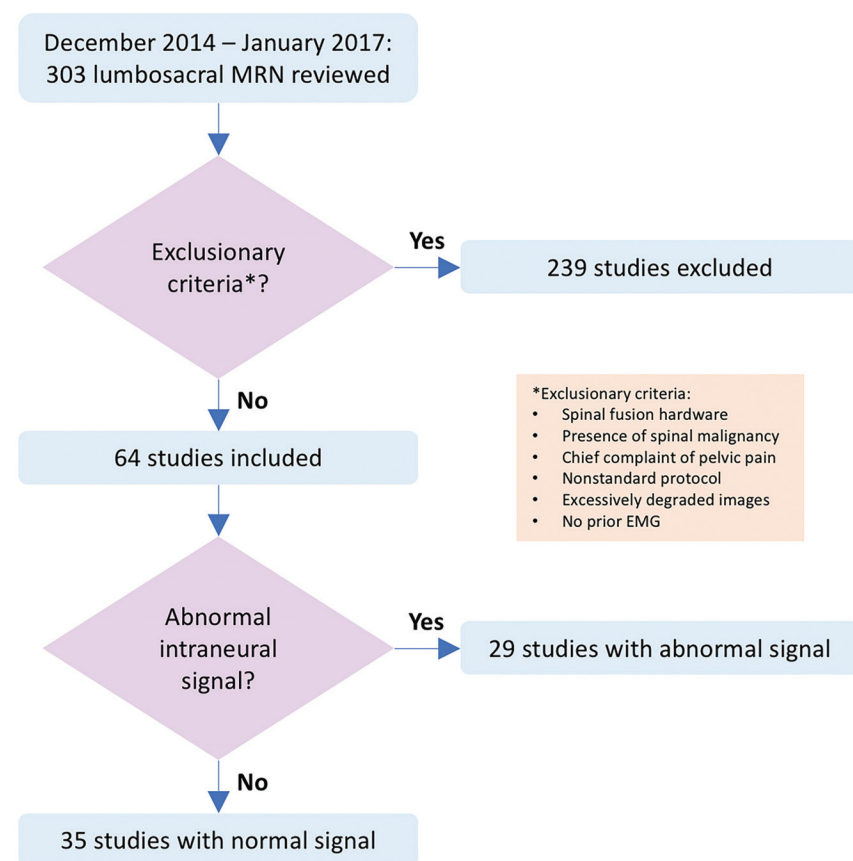 December 2014 – January 2017:
303 lumbosacral MRN reviewed
Exclusionary
criteria*?
Yes
239 studies excluded
No
64 studies included
*Exclusionary criteria:
• Spinal fusion hardware
• Presence of spinal malignancy
• Chief complaint of pelvic pain
• Nonstandard protocol
• Excessively degraded images
• No prior EMG
Abnormal
intraneural
signal?
Yes
29 studies with abnormal signal
No
35 studies with normal signal